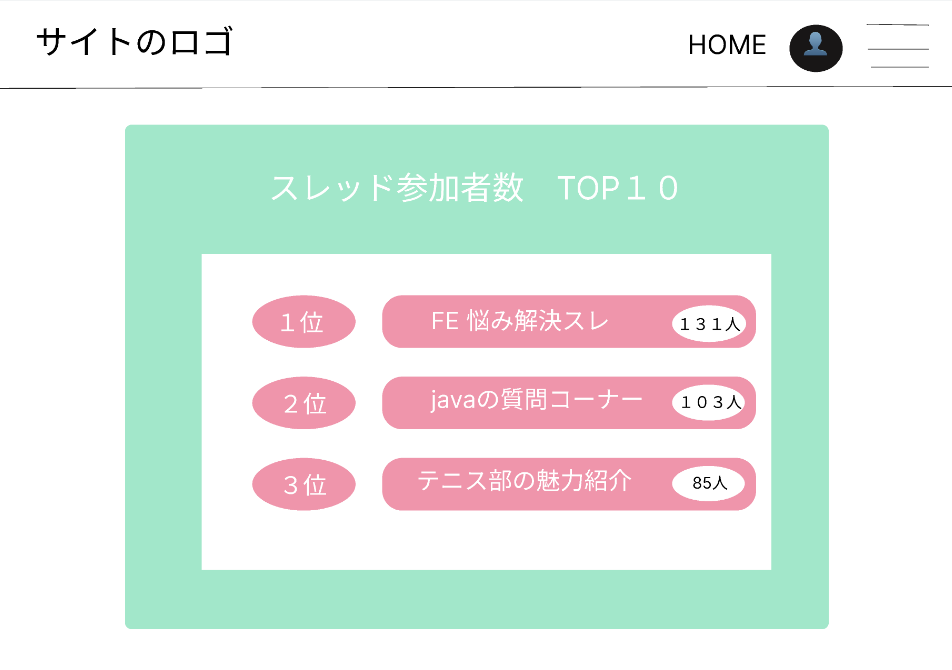 サイトのロゴ HOME
スレッド参加者数　TOP１０
１位 FE 悩み解決スレ １３１人
２位 javaの質問コーナー １０３人
３位 テニス部の魅力紹介 85人